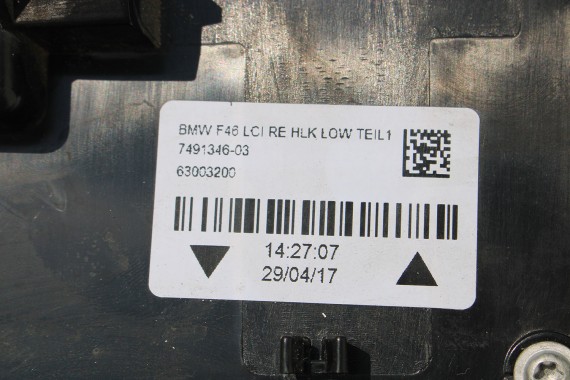 BMW F46 LCI RE HLK LOW TEIL1
7491346-03
63003200
14:27:07
29/04/17